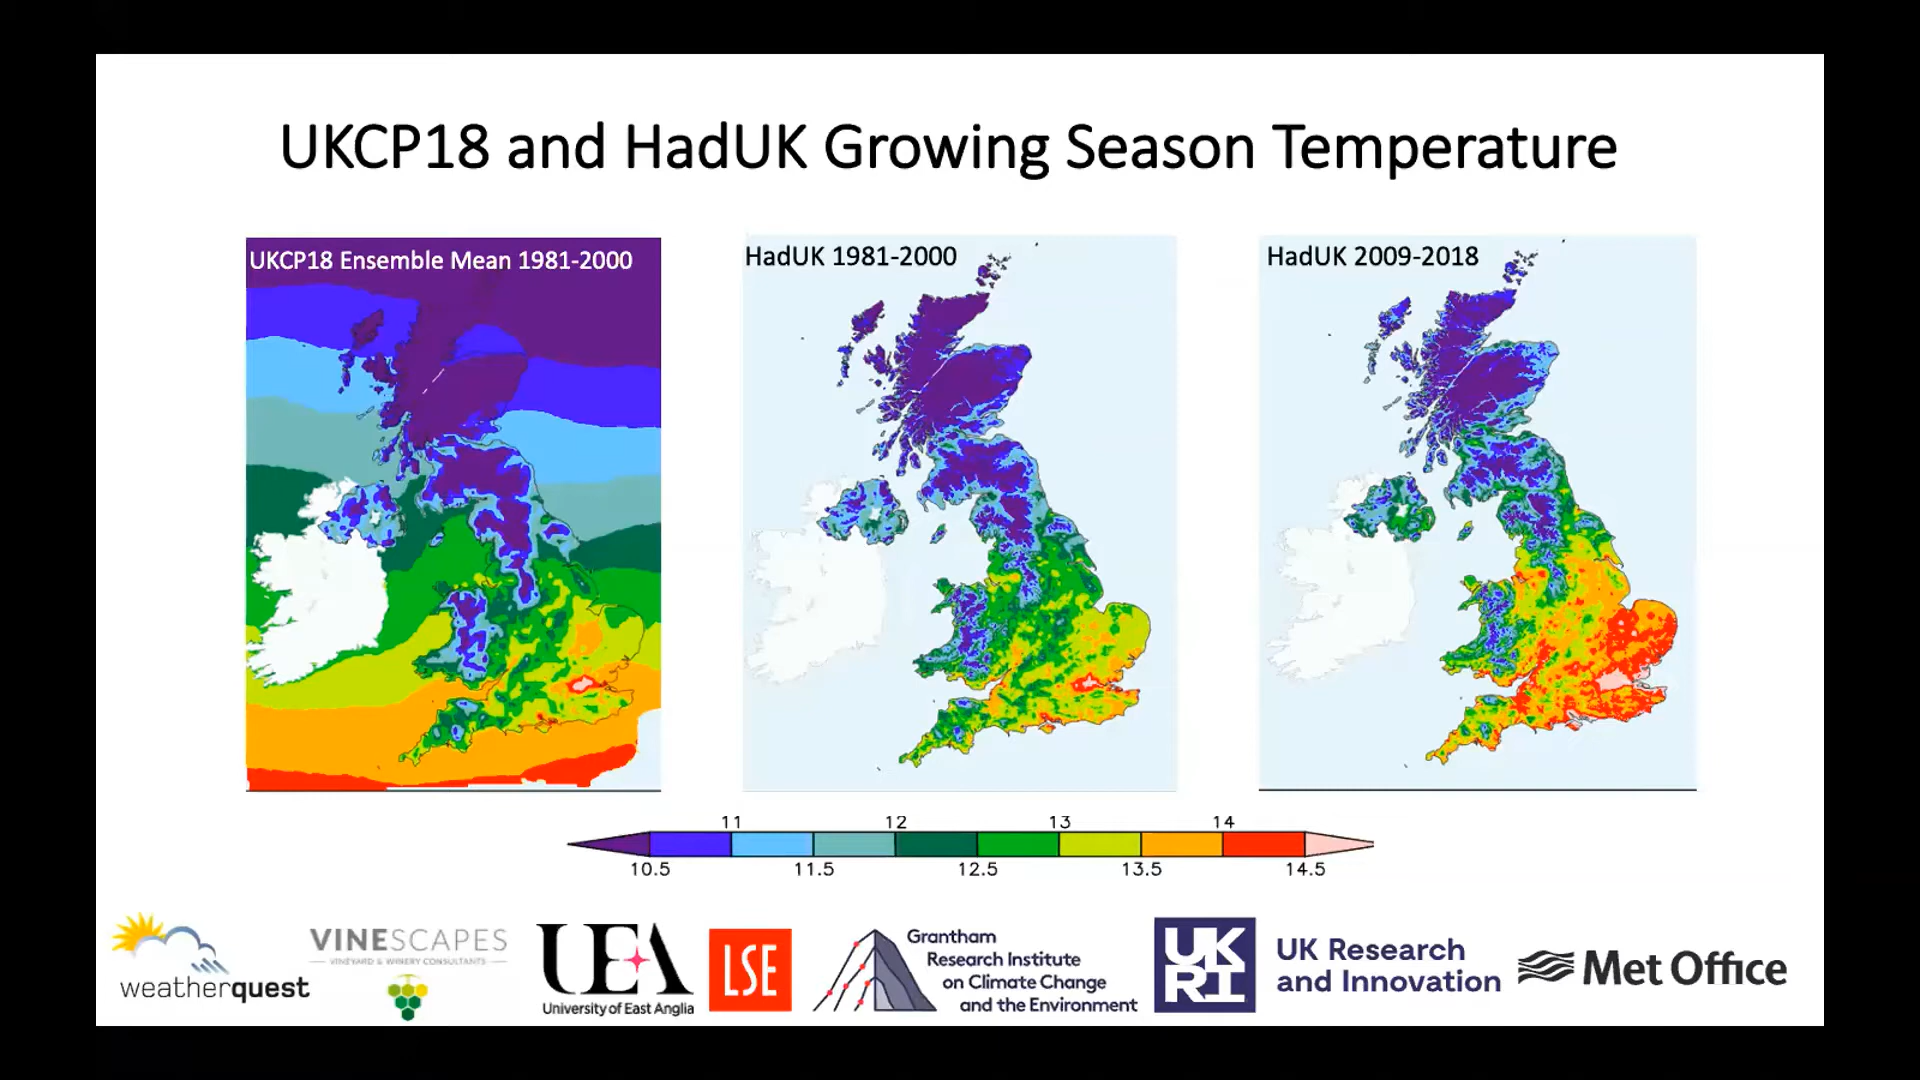 UKCP18 and HadUK Growing Season Temperature
UKCP18 Ensemble Mean 1981-2000
HadUK 1981-2000
HadUK 2009-2018
11 12 13 14
10.5 11.5 12.5 13.5 14.5
weatherquest
VINESCAPES
VINEYARD & WINERY CONSULTANTS
UEA
University of East Anglia
LSE
Grantham
Research Institute
on Climate Change
and the Environment
UK
RI
UK Research
and Innovation
Met Office